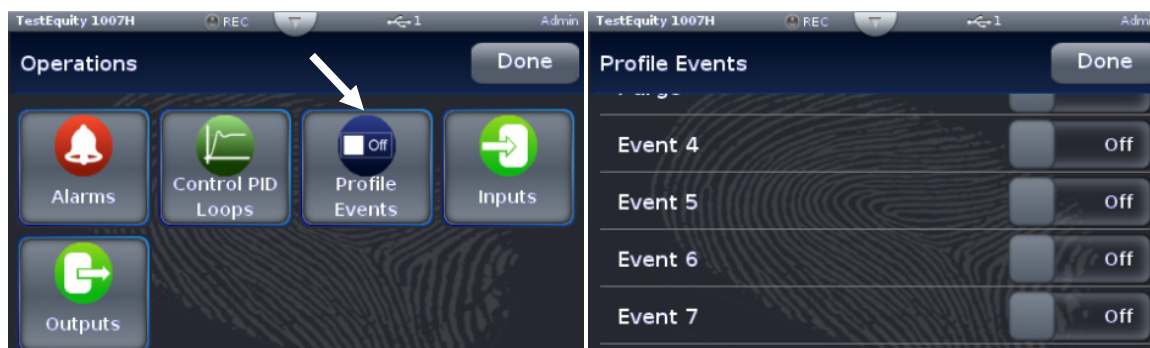 TestEquity 1007H REC 1 Admin
Operations Done
Off
Alarms
Control PID
Loops
Profile
Events
Inputs
Outputs
TestEquity 1007H REC 1
Profile Events Done
Event 4 Off
Event 5 Off
Event 6 Off
Event 7 Off